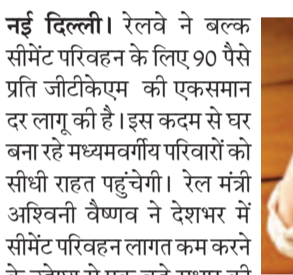 नई दिल्ली। रेलवे ने बल्क
सीमेंट परिवहन के लिए 90 पैसे
प्रति जीटीकेएम की एकसमान
दर लागू की है। इस कदम से घर
बना रहे मध्यमवर्गीय परिवारों को
सीधी राहत पहुंचेगी। रेल मंत्री
अश्विनी वैष्णव ने देशभर में
सीमेंट परिवहन लागत कम करने